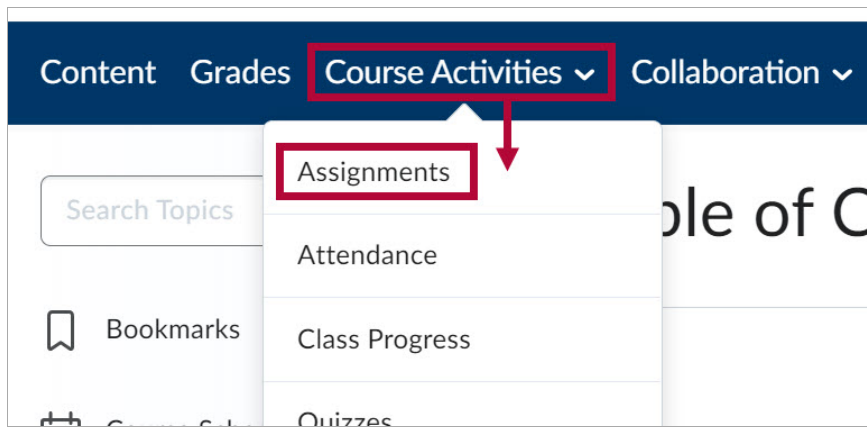 Content Grades Course Activities Collaboration
Assignments
Search Topics
ble of C
Attendance
Bookmarks
Class Progress
Quizzes